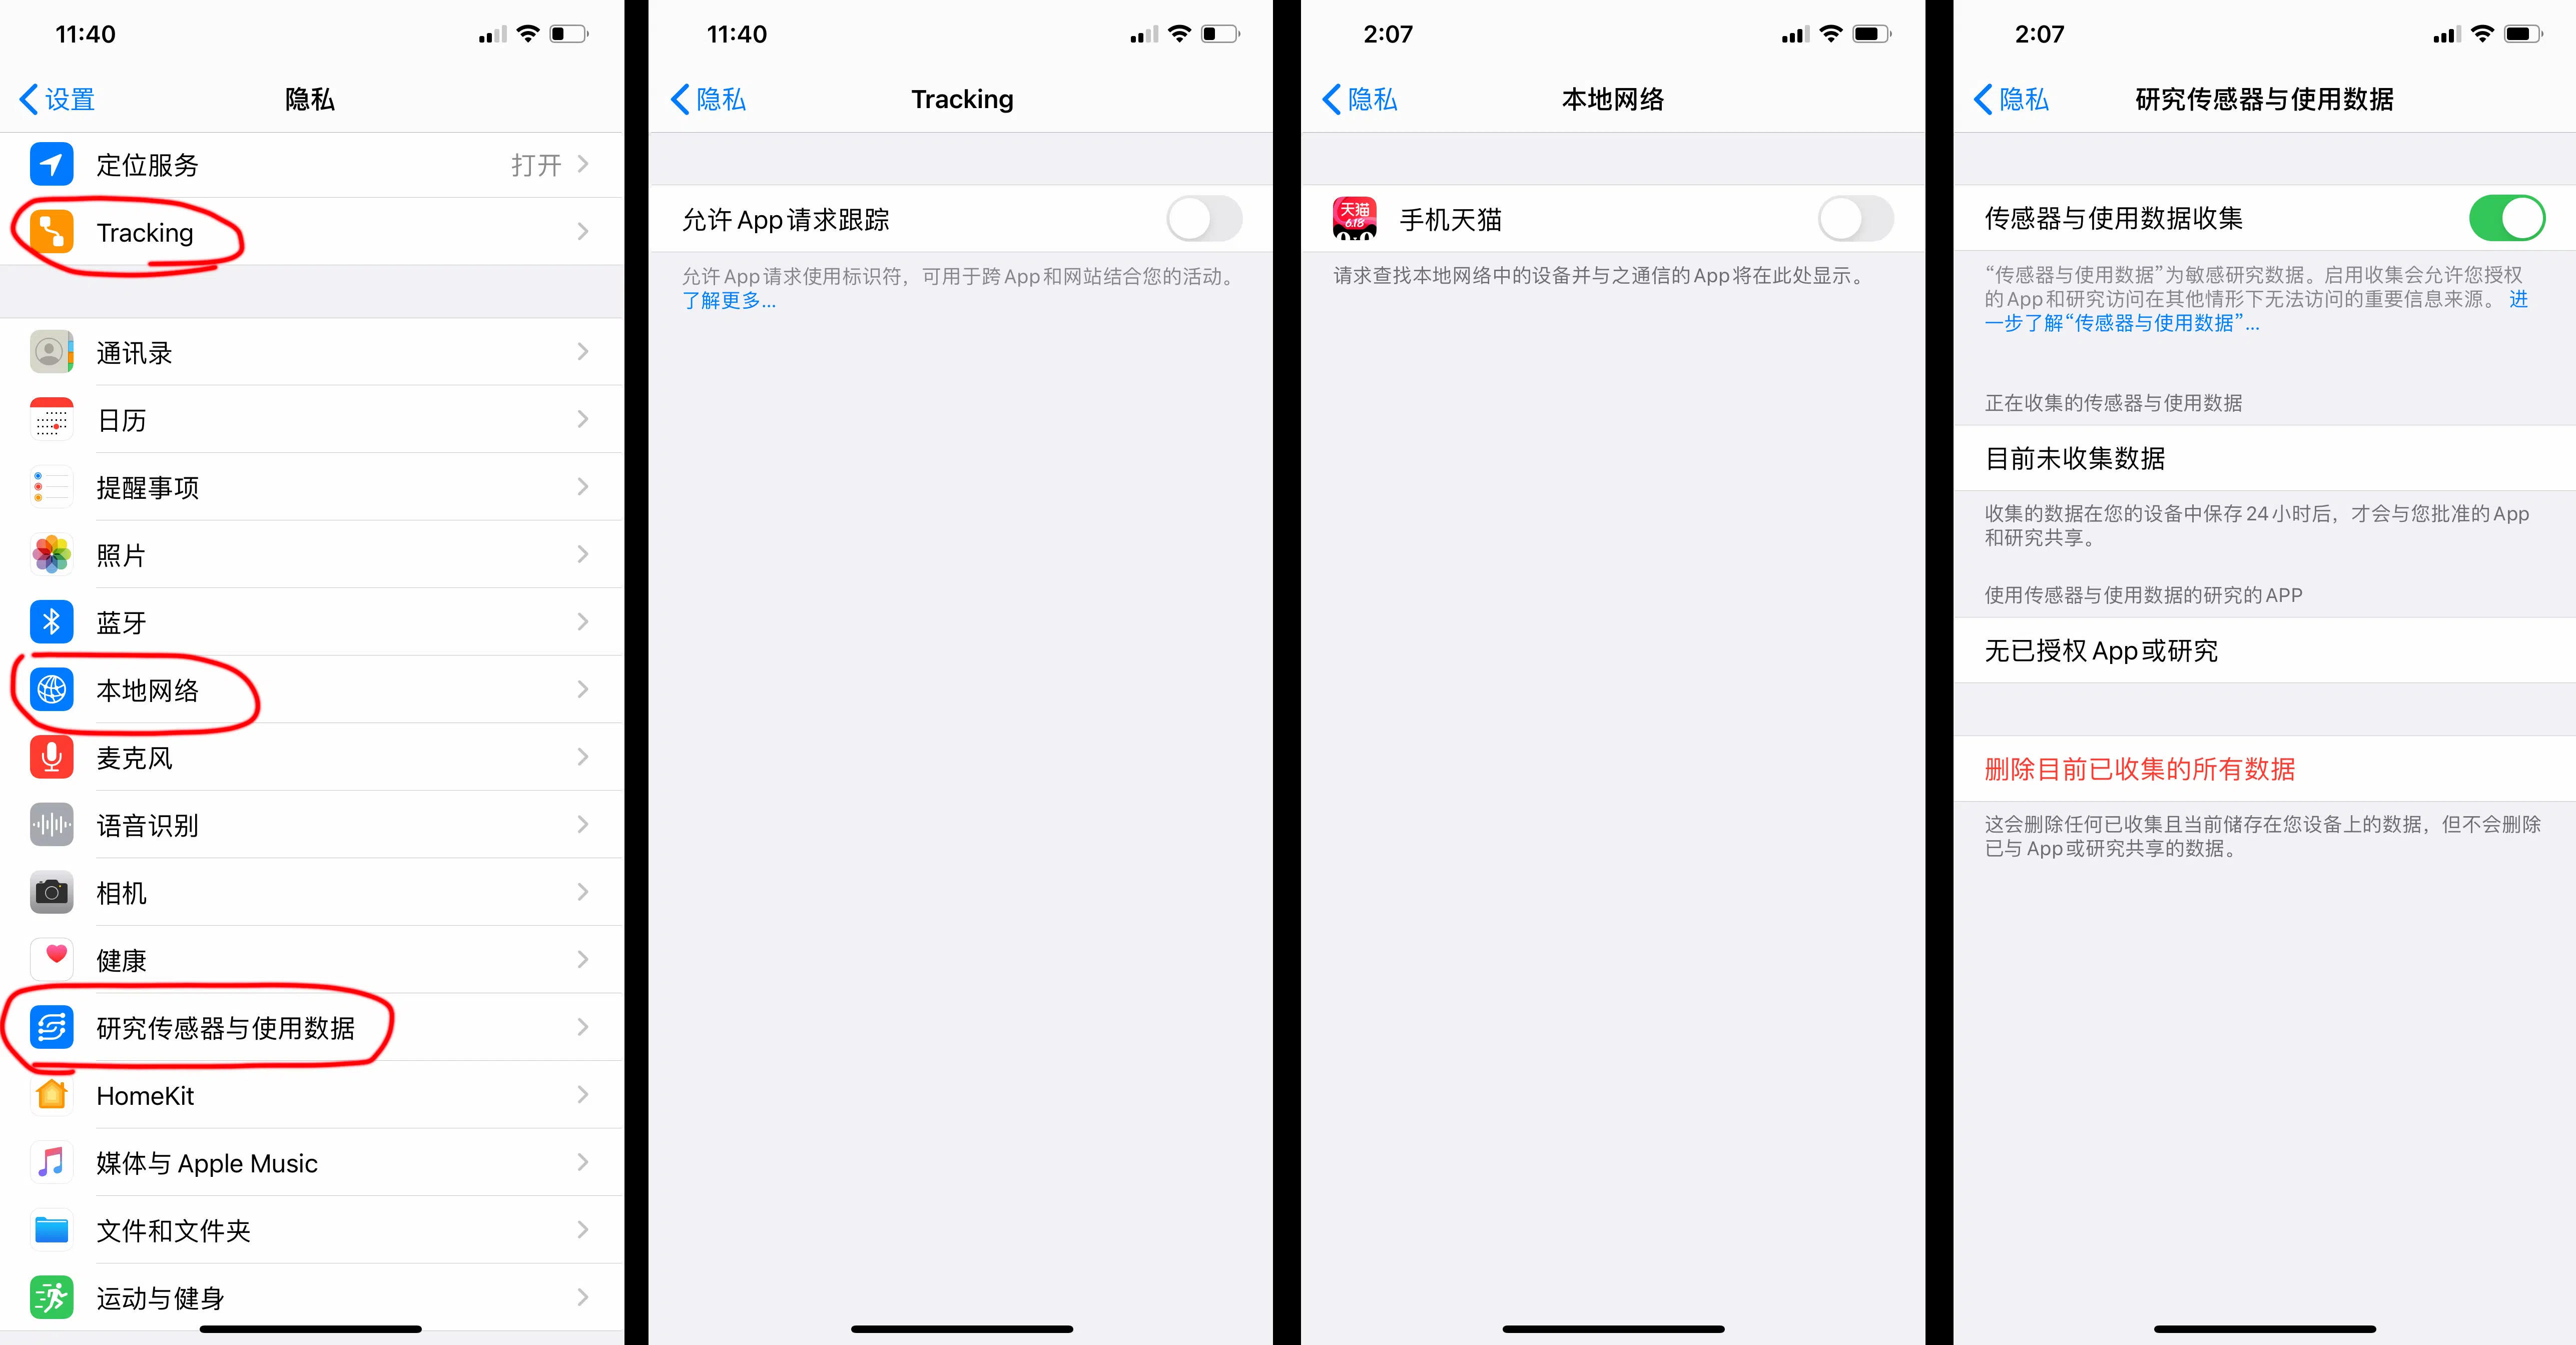 11:40
设置
隐私
定位服务
打开
Tracking
通讯录
日历
提醒事项
照片
蓝牙
本地网络
麦克风
语音识别
相机
健康
研究传感器与使用数据
HomeKit
媒体与 Apple Music
文件和文件夹
运动与健身
11:40
隐私
Tracking
允许 App 请求跟踪
允许 App 请求使用标识符，可用于跨 App 和网站结合您的活动。
了解更多...
2:07
隐私
本地网络
天猫
6.18
手机天猫
请求查找本地网络中的设备并与之通信的 App 将在此处显示。
2:07
隐私
研究传感器与使用数据
传感器与使用数据收集
“传感器与使用数据”为敏感研究数据。启用收集会允许您授权
的 App 和研究访问在其他情形下无法访问的重要信息来源。 进
一步了解“传感器与使用数据”...
正在收集的传感器与使用数据
目前未收集数据
收集的数据在您的设备中保存 24 小时后，才会与您批准的 App
和研究共享。
使用传感器与使用数据的研究的 APP
无已授权 App 或研究
删除目前已收集的所有数据
这会删除任何已收集且当前储存在您设备上的数据，但不会删除
已与 App 或研究共享的数据。